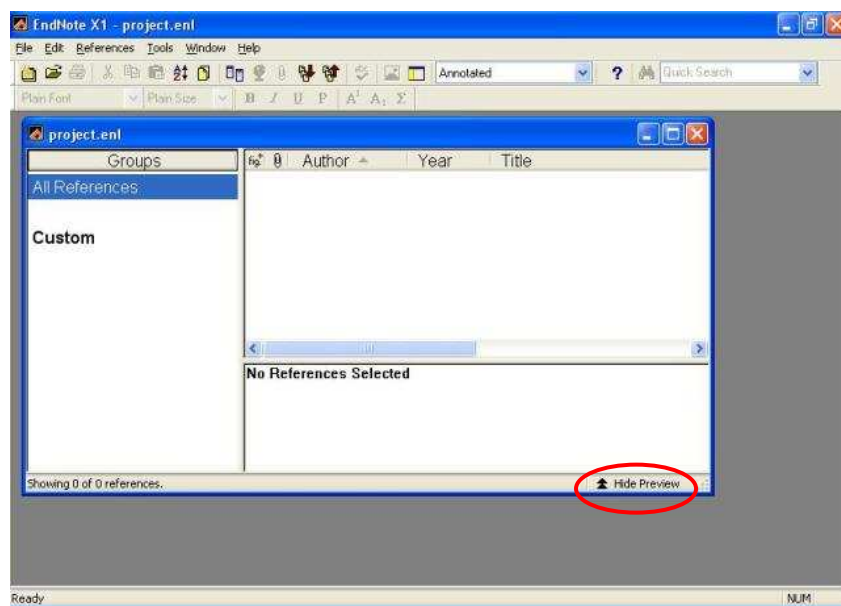 EndNote X1 - project.enl
File Edit References Tools Window Help
Annotated ? Quick Search
Plain Font Plain Size B I U P A¹ A₁ Σ
project.enl
Groups Author Year Title
All References
Custom
No References Selected
Showing 0 of 0 references. Hide Preview
Ready NUM